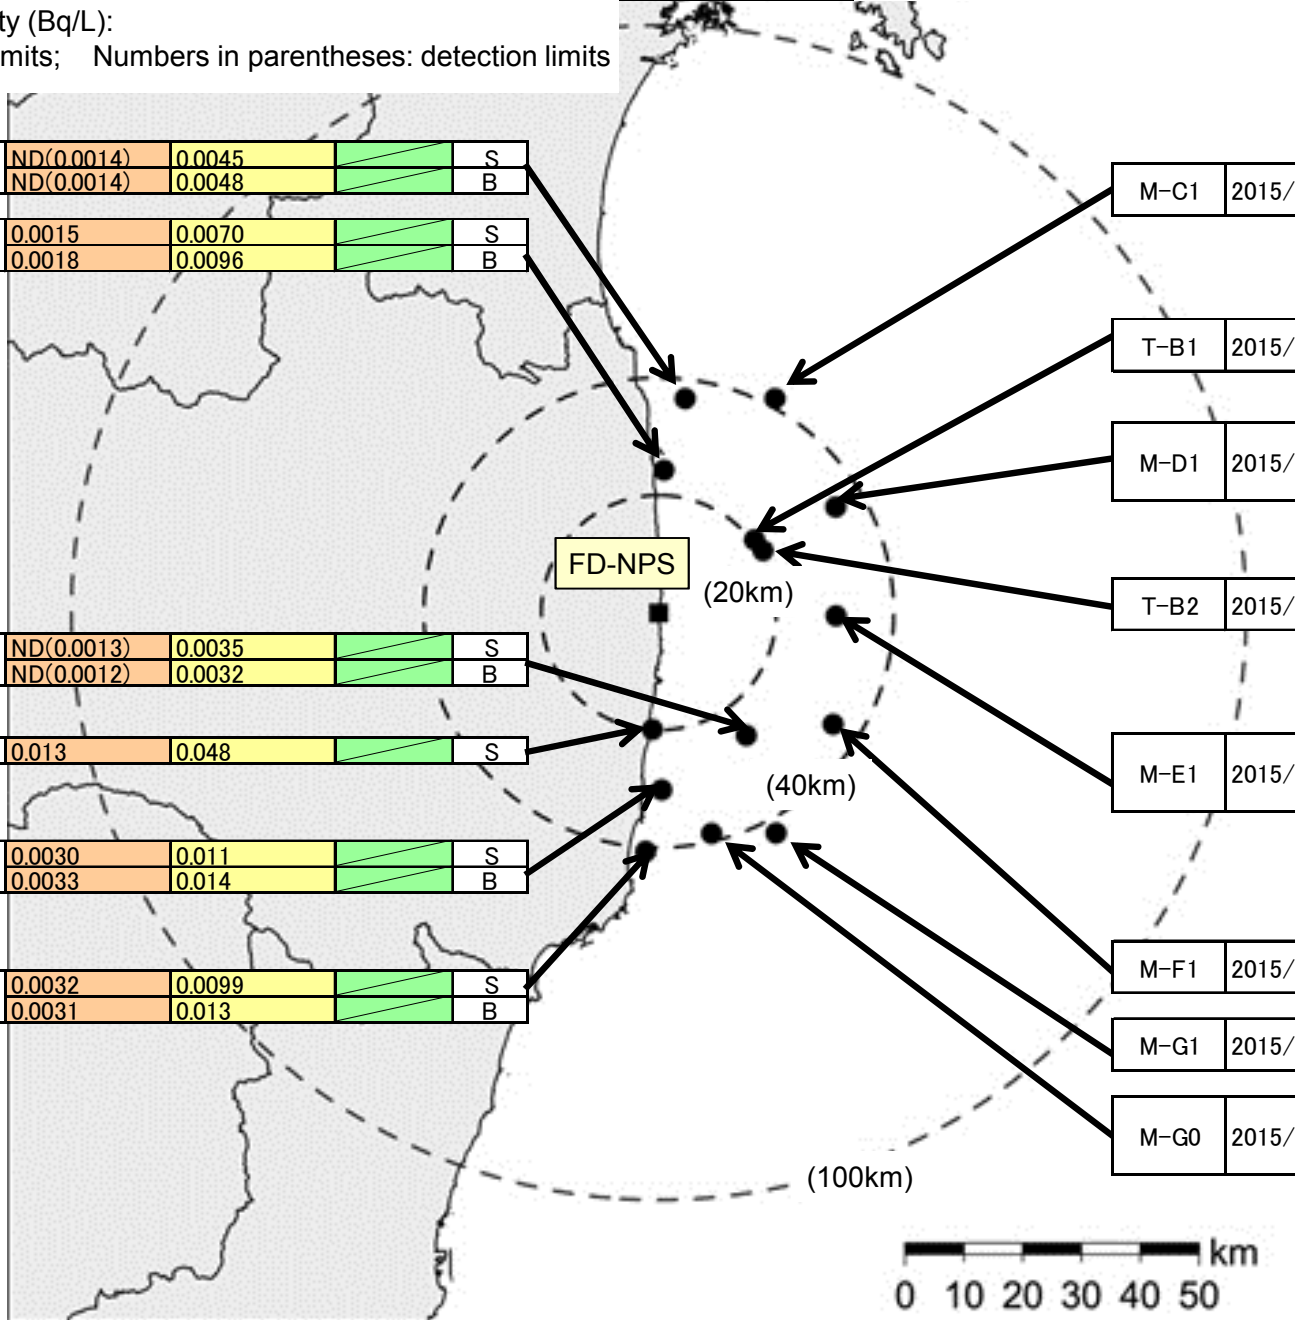 ty (Bq/L):
mits; Numbers in parentheses: detection limits
ND(0.0014) 0.0045 S
ND(0.0014) 0.0048 B
0.0015 0.0070 S
0.0018 0.0096 B
M-C1 2015/
T-B1 2015/
M-D1 2015/
FD-NPS
(20km)
T-B2 2015/
ND(0.0013) 0.0035 S
ND(0.0012) 0.0032 B
0.013 0.048 S
(40km)
M-E1 2015/
0.0030 0.011 S
0.0033 0.014 B
M-F1 2015/
0.0032 0.0099 S
0.0031 0.013 B
M-G1 2015/
M-G0 2015/
(100km)
km
0 10 20 30 40 50